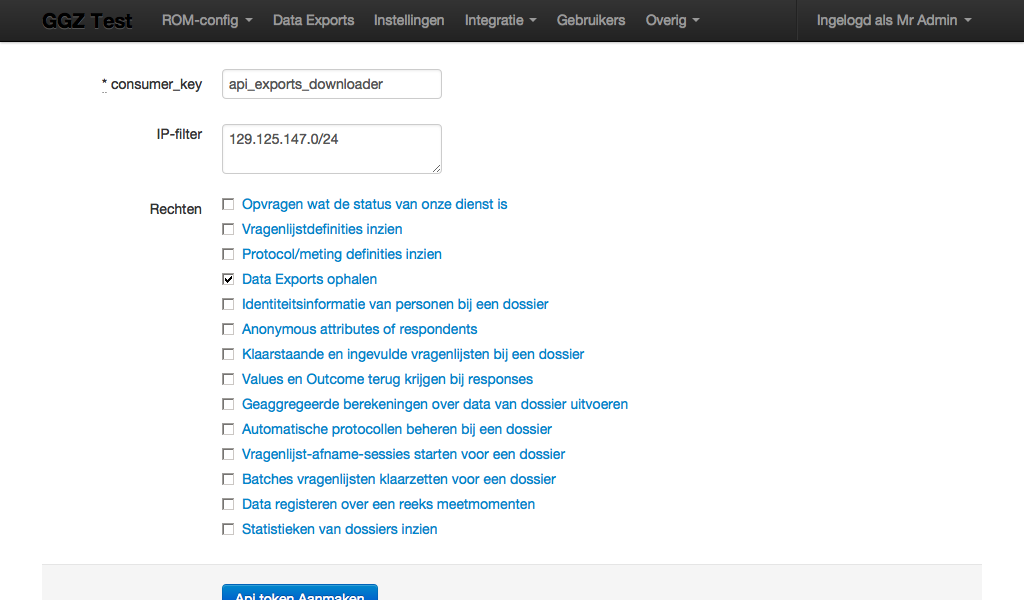 GGZ Test ROM-config Data Exports Instellingen Integratie Gebruikers Overig Ingelogd als Mr Admin
* consumer_key api_exports_downloader
IP-filter 129.125.147.0/24
Rechten
Opvragen wat de status van onze dienst is
Vragenlijstdefinities inzien
Protocol/meting definities inzien
Data Exports ophalen
Identiteitsinformatie van personen bij een dossier
Anonymous attributes of respondents
Klaarstaande en ingevulde vragenlijsten bij een dossier
Values en Outcome terug krijgen bij responses
Geaggregeerde berekeningen over data van dossier uitvoeren
Automatische protocollen beheren bij een dossier
Vragenlijst-afname-sessies starten voor een dossier
Batches vragenlijsten klaarzetten voor een dossier
Data registeren over een reeks meetmomenten
Statistieken van dossiers inzien
Api token Aanmaken